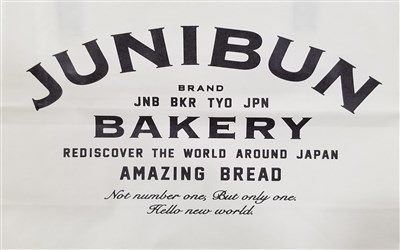 JUNIBUN
BRAND
JNB BKR TYO JPN
BAKERY
REDISCOVER THE WORLD AROUND JAPAN
AMAZING BREAD
Not number one, But only one.
Hello new world.